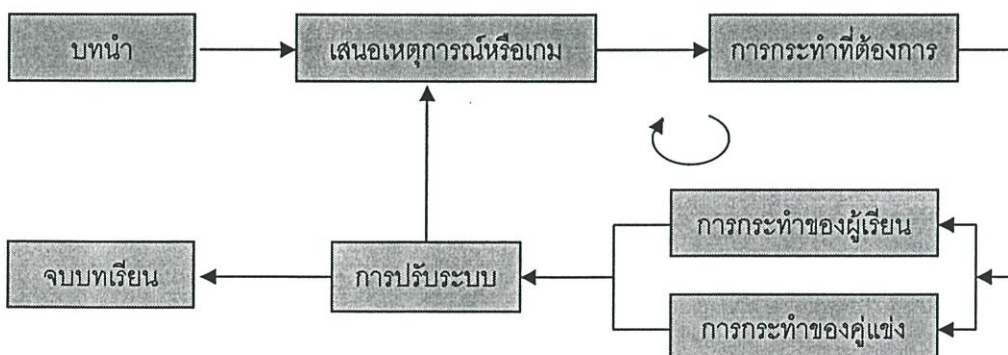 บทนำ
เสนอเหตุการณ์หรือเกม
การกระทำที่ต้องการ
การกระทำของผู้เรียน
จบบทเรียน
การปรับระบบ
การกระทำของคู่แข่ง